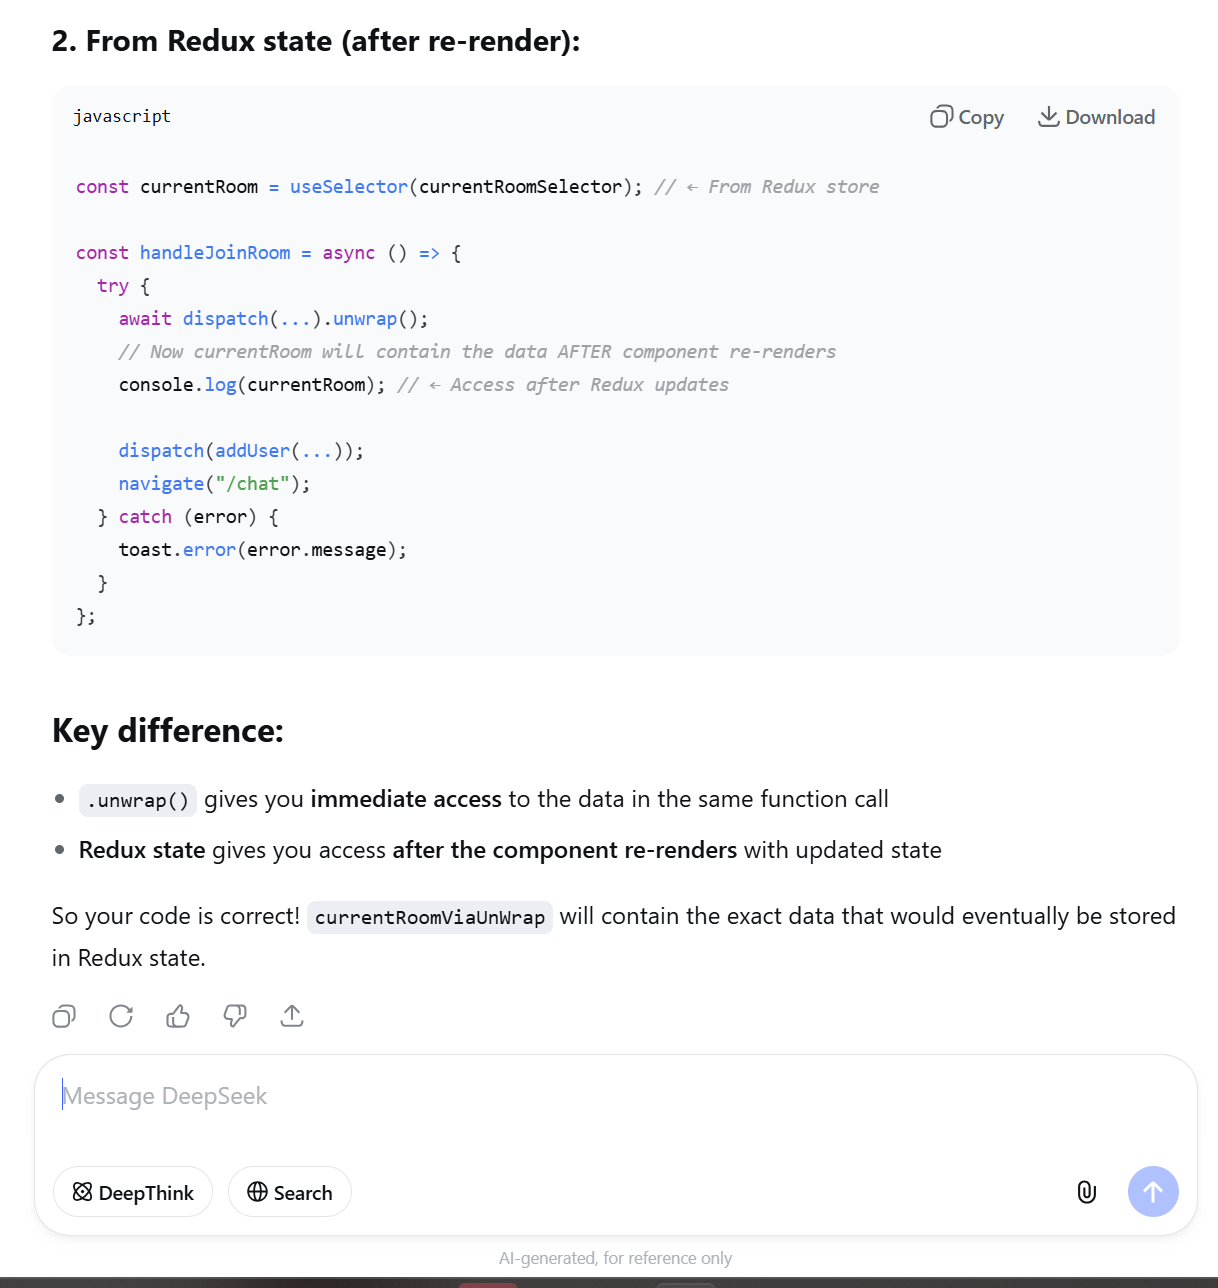 2. From Redux state (after re-render):
javascript
Copy
Download
const currentRoom = useSelector(currentRoomSelector); // ← From Redux store
const handleJoinRoom = async () => {
  try {
    await dispatch(...).unwrap();
    // Now currentRoom will contain the data AFTER component re-renders
    console.log(currentRoom); // ← Access after Redux updates
    dispatch(addUser(...));
    navigate("/chat");
  } catch (error) {
    toast.error(error.message);
  }
};
Key difference:
• .unwrap() gives you immediate access to the data in the same function call
• Redux state gives you access after the component re-renders with updated state
So your code is correct! currentRoomViaUnWrap will contain the exact data that would eventually be stored
in Redux state.
Message DeepSeek
DeepThink
Search
AI-generated, for reference only